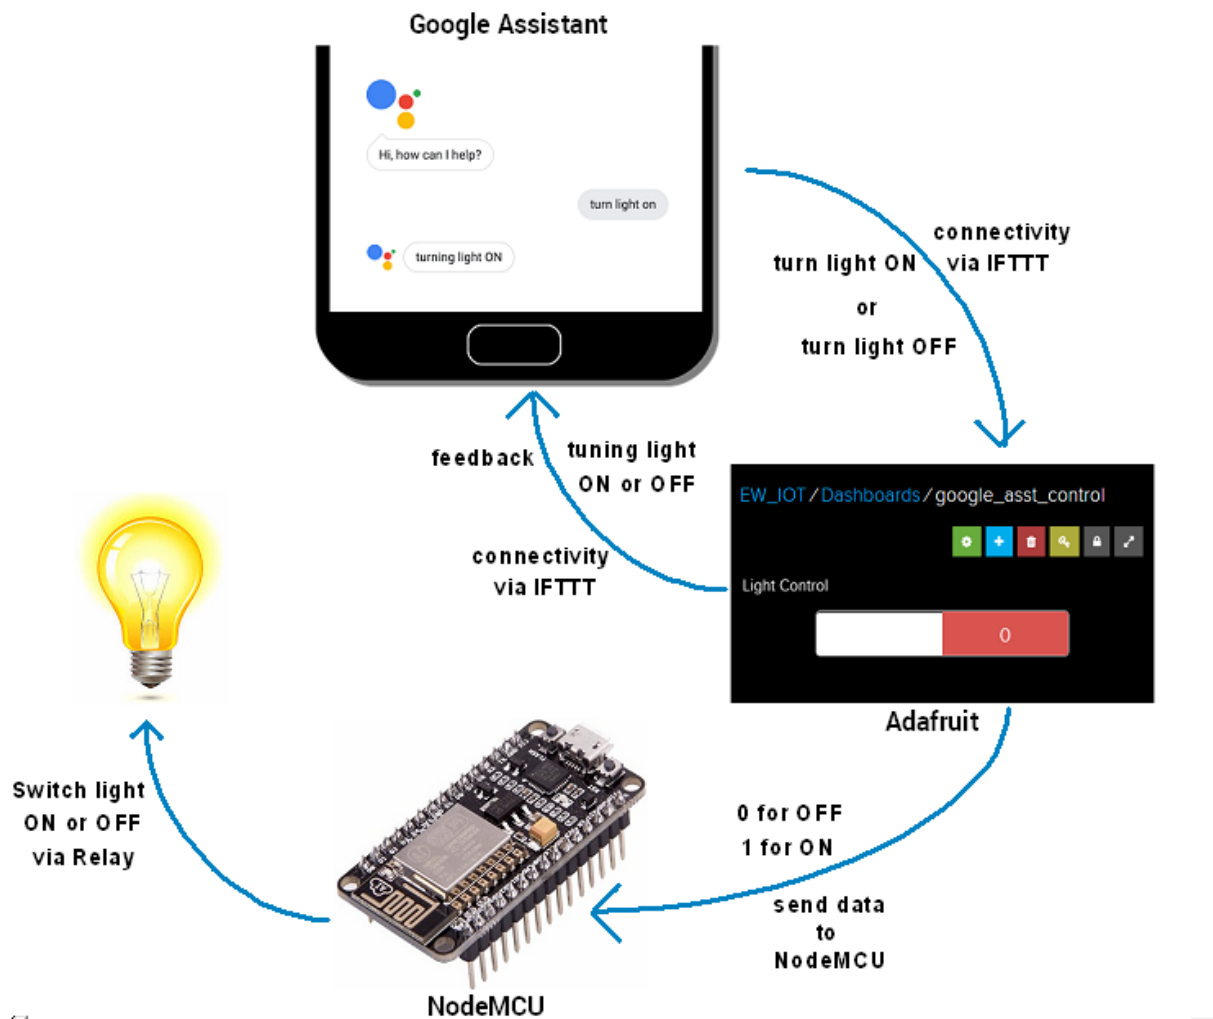 Google Assistant
Hi, how can I help?
turn light on
turning light ON
connectivity
via IFTTT
turn light ON
or
turn light OFF
feedback
tuning light
ON or OFF
connectivity
via IFTTT
EW_IOT / Dashboards / google_asst_control
Light Control
0
Adafruit
0 for OFF
1 for ON
send data
to
NodeMCU
Switch light
ON or OFF
via Relay
NodeMCU